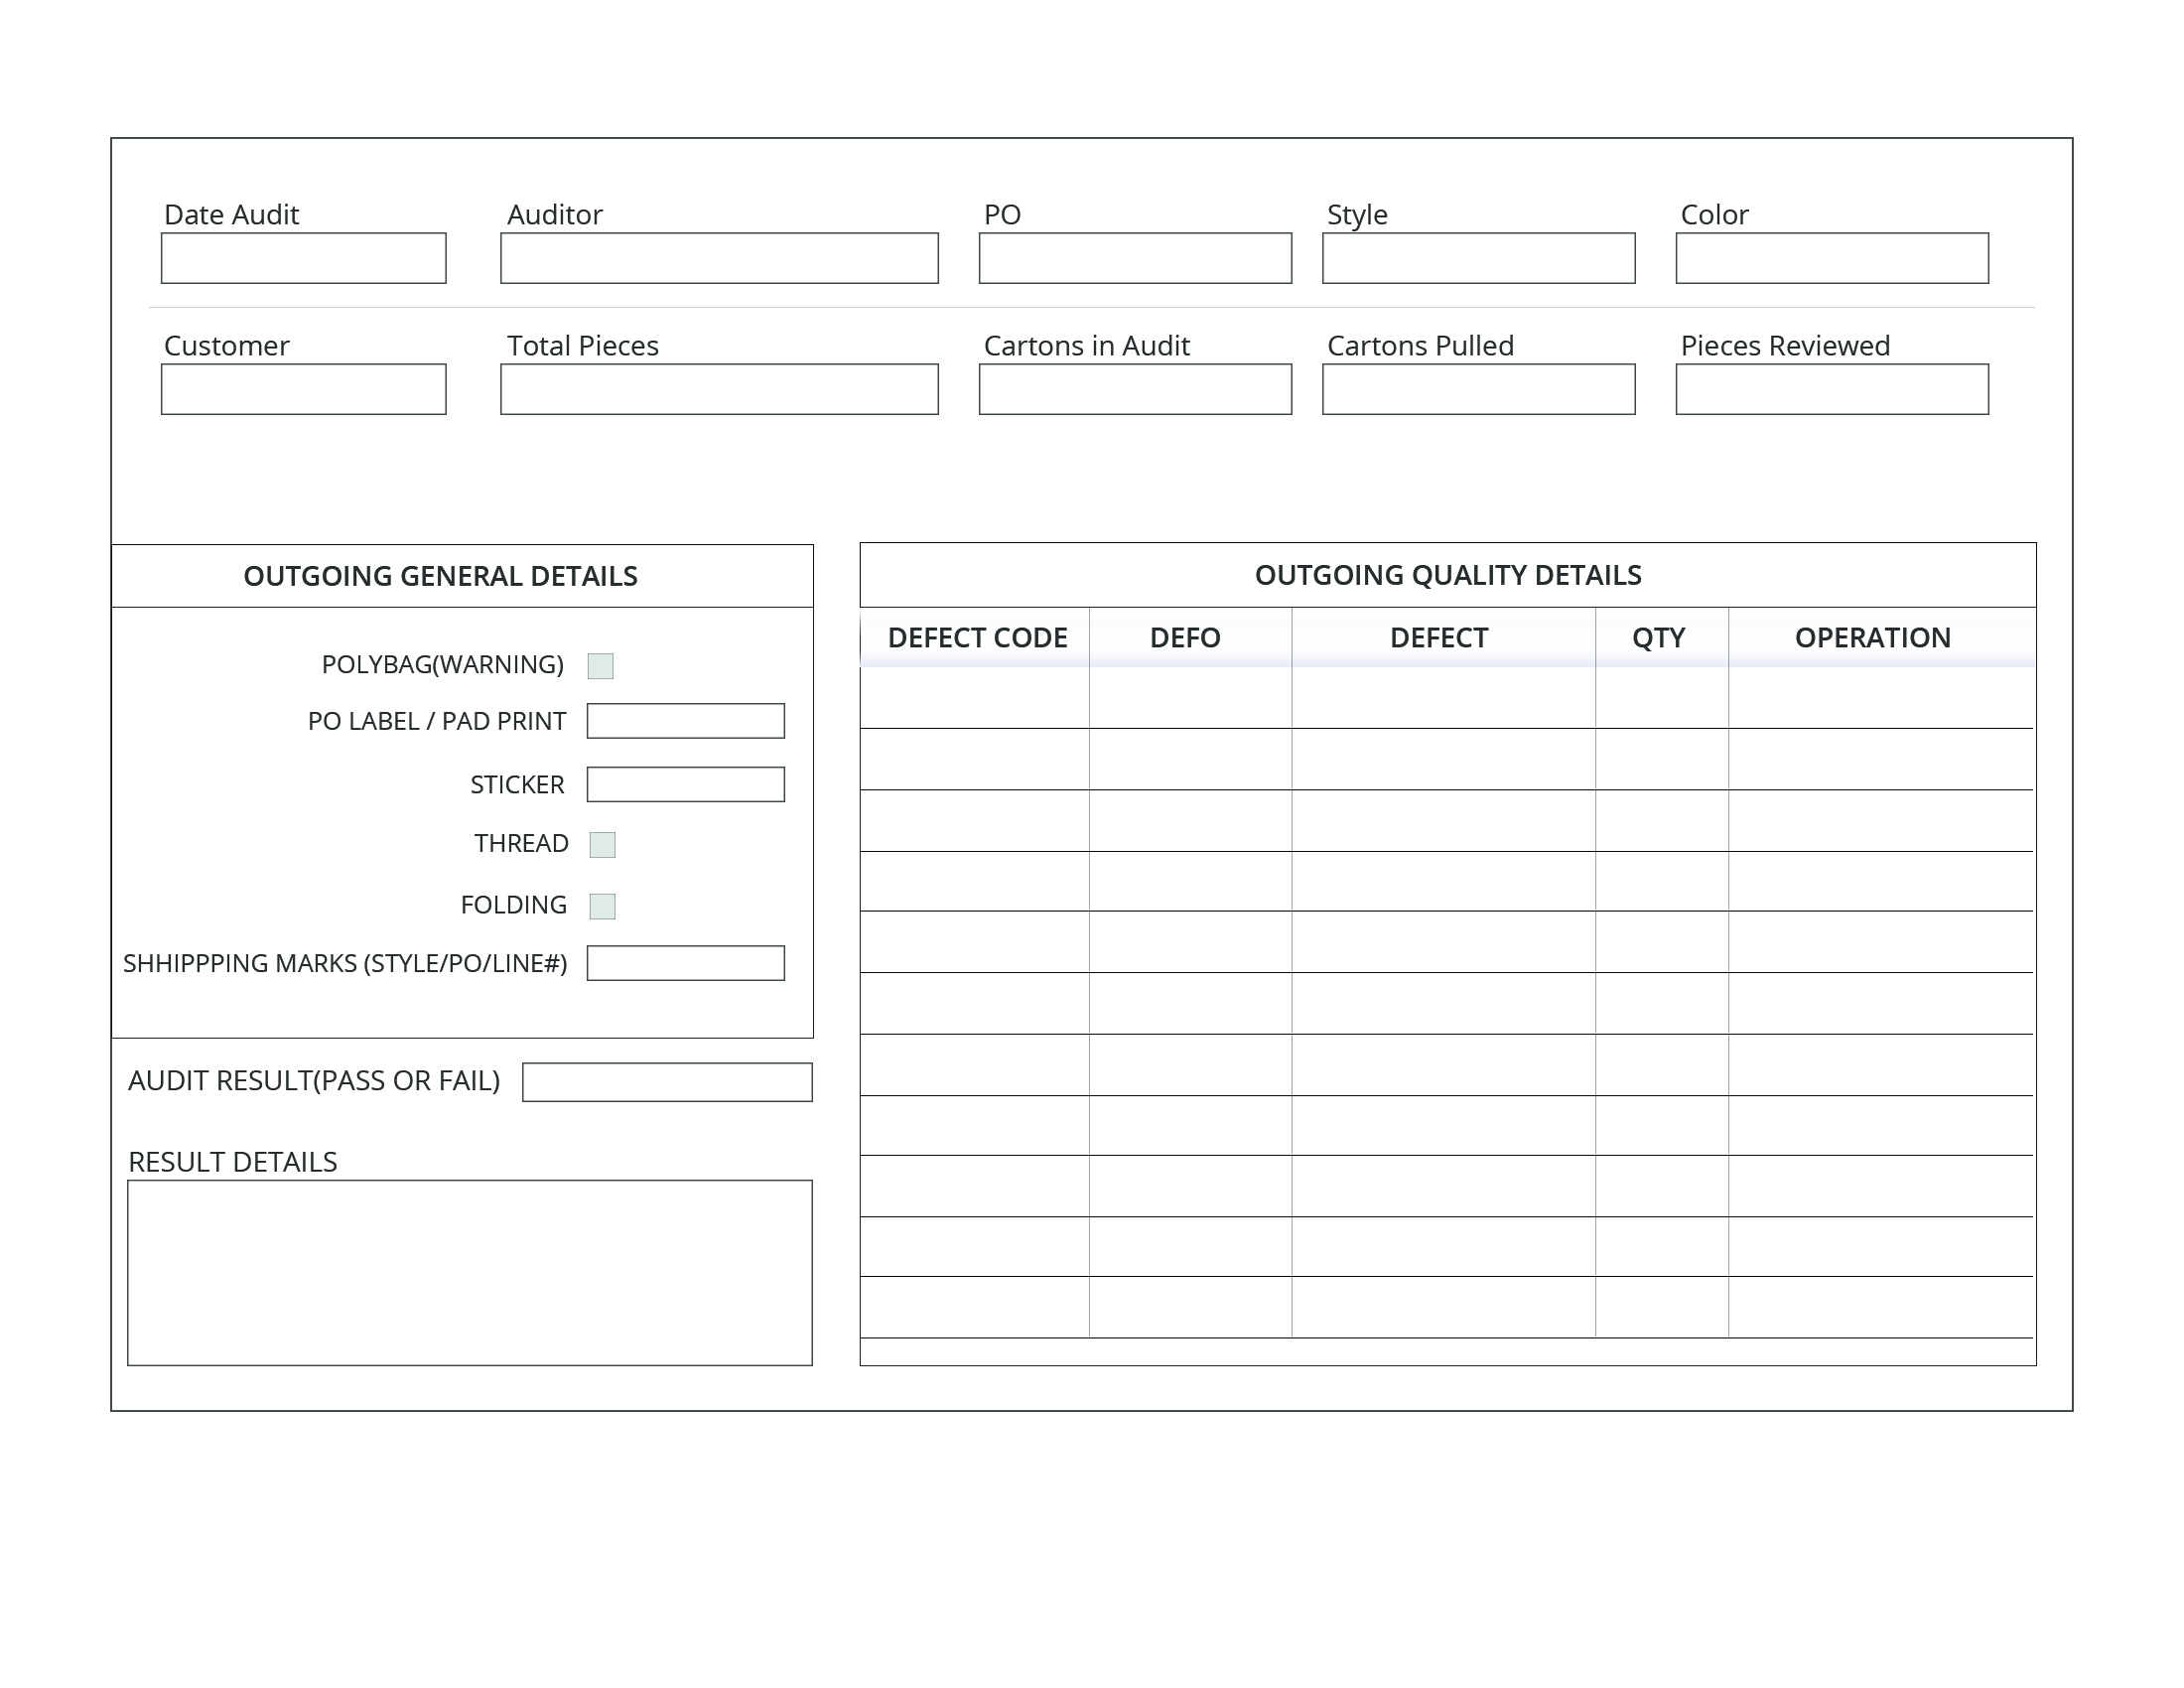 Date Audit Auditor PO Style Color
Customer Total Pieces Cartons in Audit Cartons Pulled Pieces Reviewed
OUTGOING GENERAL DETAILS
POLYBAG(WARNING)
PO LABEL / PAD PRINT
STICKER
THREAD
FOLDING
SHHIPPPING MARKS (STYLE/PO/LINE#)
AUDIT RESULT(PASS OR FAIL)
RESULT DETAILS
OUTGOING QUALITY DETAILS
DEFECT CODE DEFO DEFECT QTY OPERATION